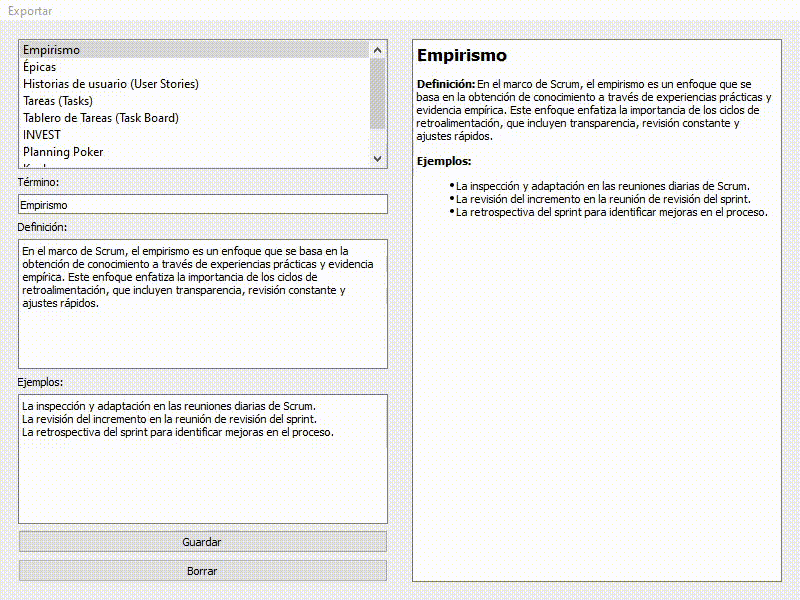 Exportar
Empirismo
Épicas
Historias de usuario (User Stories)
Tareas (Tasks)
Tablero de Tareas (Task Board)
INVEST
Planning Poker
Término:
Empirismo
Definición:
En el marco de Scrum, el empirismo es un enfoque que se basa en la
obtención de conocimiento a través de experiencias prácticas y evidencia
empírica. Este enfoque enfatiza la importancia de los ciclos de
retroalimentación, que incluyen transparencia, revisión constante y
ajustes rápidos.
Ejemplos:
La inspección y adaptación en las reuniones diarias de Scrum.
La revisión del incremento en la reunión de revisión del sprint.
La retrospectiva del sprint para identificar mejoras en el proceso.
Guardar
Borrar
Empirismo
Definición: En el marco de Scrum, el empirismo es un enfoque que se
basa en la obtención de conocimiento a través de experiencias prácticas y
evidencia empírica. Este enfoque enfatiza la importancia de los ciclos de
retroalimentación, que incluyen transparencia, revisión constante y
ajustes rápidos.
Ejemplos:
•La inspección y adaptación en las reuniones diarias de Scrum.
•La revisión del incremento en la reunión de revisión del sprint.
•La retrospectiva del sprint para identificar mejoras en el proceso.